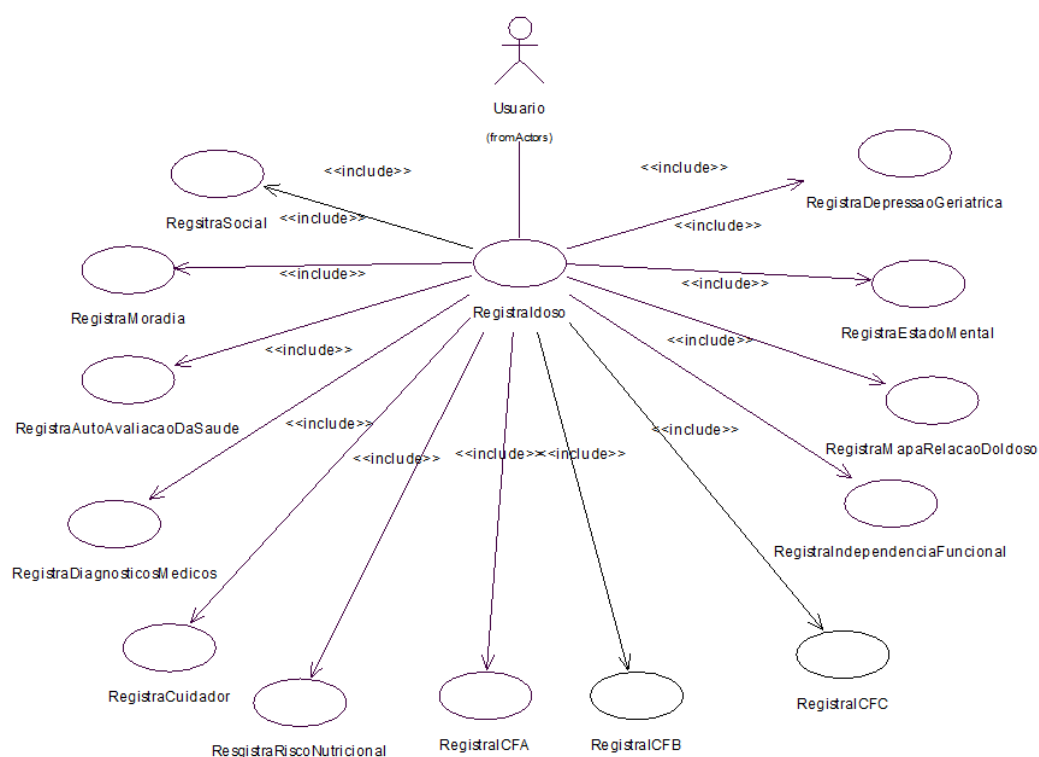 Usuario
(fromActors)
<<include>>
<<include>>
RegsitraSocial
RegistraDepressaoGeriatrica
<<include>>
<<include>>
RegistraMoradia
<<include>>
<<include>>
RegistraIdoso
RegistraEstadoMental
<<include>>
<<include>>
RegistraAutoAvaliacaoDaSaude
RegistraMapaRelacaoDoIdoso
<<include>>
<<include>>
<<include>>
<<include>>
<<include>>
RegistraIndependenciaFuncional
RegistraDiagnosticosMedicos
RegistraCuidador
RegistraICFC
ResgistraRiscoNutricional
RegistraICFA
RegistraICFB